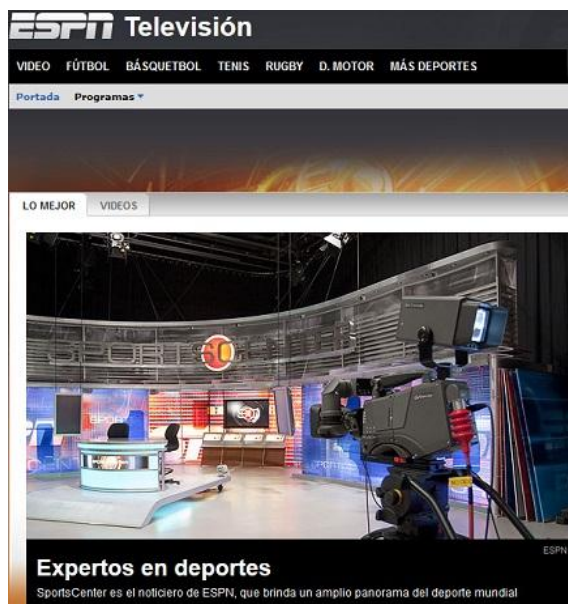 ESPN Televisión
VIDEO FÚTBOL BÁSQUETBOL TENIS RUGBY D. MOTOR MÁS DEPORTES
Portada Programas
LO MEJOR VIDEOS
SPORTSCENTER
ESPN
Expertos en deportes
SportsCenter es el noticiero de ESPN, que brinda un amplio panorama del deporte mundial